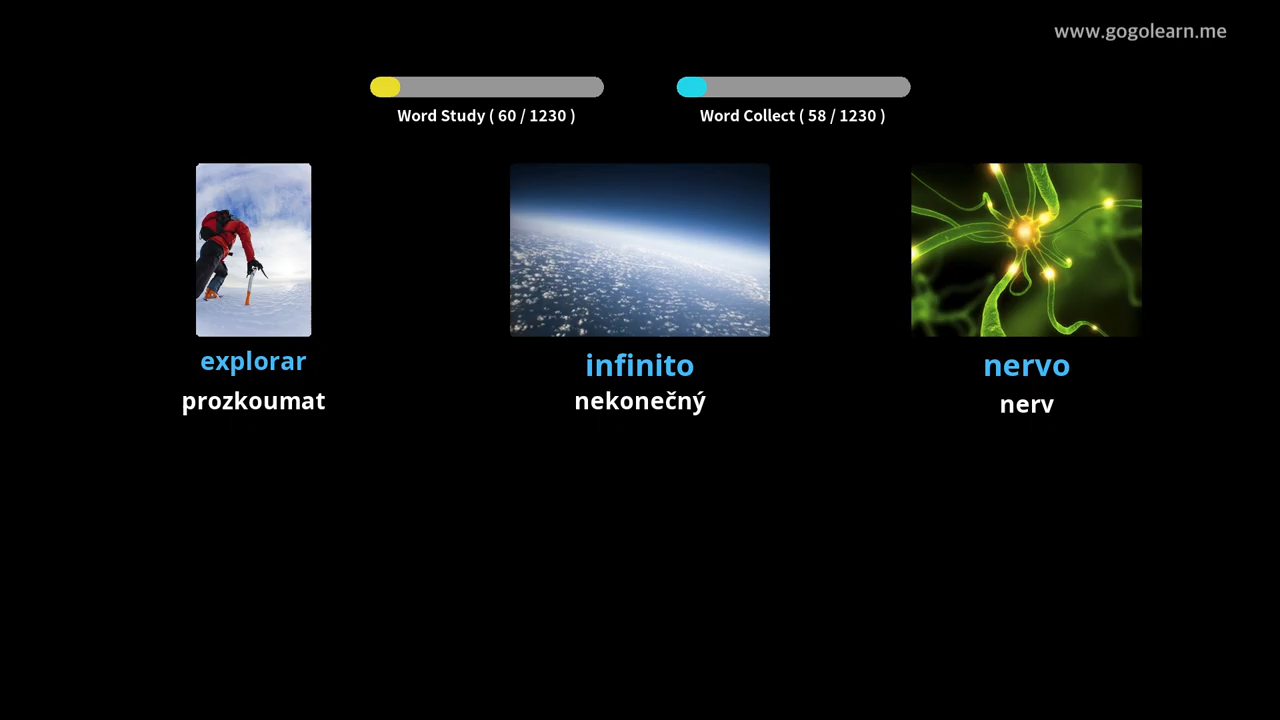 www.gogolearn.me
Word Study ( 60 / 1230 )
Word Collect ( 58 / 1230 )
explorar
prozkoumat
infinito
nekonečný
nervo
nerv